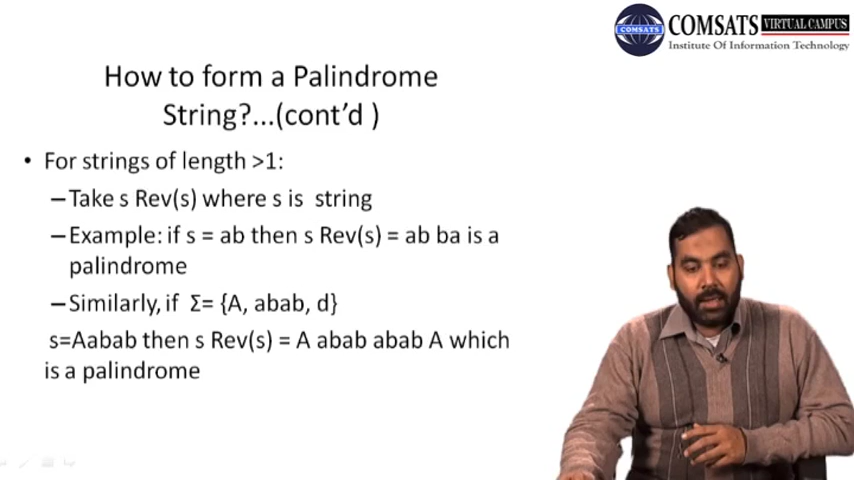 COMSATS VIRTUAL CAMPUS
Institute Of Information Technology
COMSATS
How to form a Palindrome
String?...(cont’d )
• For strings of length >1:
–Take s Rev(s) where s is string
–Example: if s = ab then s Rev(s) = ab ba is a
palindrome
–Similarly, if Σ= {A, abab, d}
s=Aabab then s Rev(s) = A abab abab A which
is a palindrome